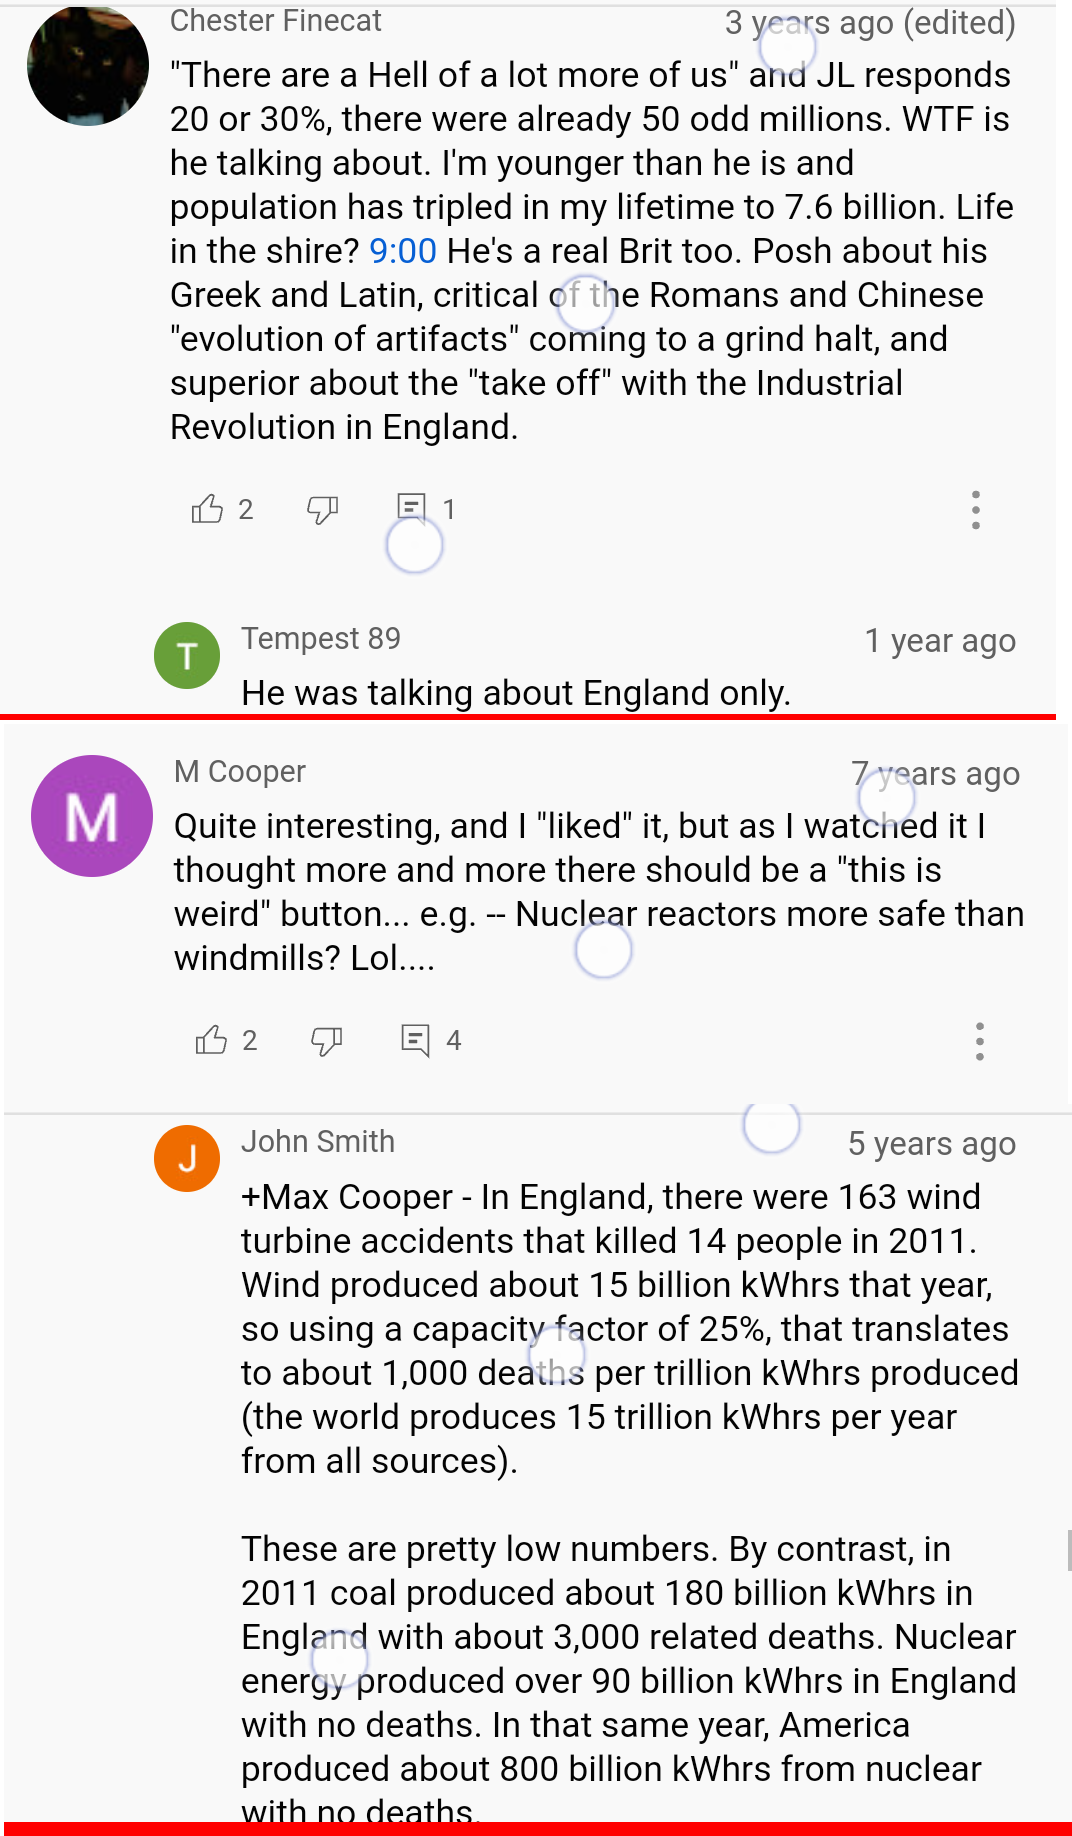 Chester Finecat
3 years ago (edited)
"There are a Hell of a lot more of us" and JL responds
20 or 30%, there were already 50 odd millions. WTF is
he talking about. I'm younger than he is and
population has tripled in my lifetime to 7.6 billion. Life
in the shire? 9:00 He's a real Brit too. Posh about his
Greek and Latin, critical of the Romans and Chinese
"evolution of artifacts" coming to a grind halt, and
superior about the "take off" with the Industrial
Revolution in England.
2
1
T
Tempest 89
1 year ago
He was talking about England only.
M
M Cooper
7 years ago
Quite interesting, and I "liked" it, but as I watched it I
thought more and more there should be a "this is
weird" button... e.g. -- Nuclear reactors more safe than
windmills? Lol....
2
4
J
John Smith
5 years ago
+Max Cooper - In England, there were 163 wind
turbine accidents that killed 14 people in 2011.
Wind produced about 15 billion kWhrs that year,
so using a capacity factor of 25%, that translates
to about 1,000 deaths per trillion kWhrs produced
(the world produces 15 trillion kWhrs per year
from all sources).
These are pretty low numbers. By contrast, in
2011 coal produced about 180 billion kWhrs in
England with about 3,000 related deaths. Nuclear
energy produced over 90 billion kWhrs in England
with no deaths. In that same year, America
produced about 800 billion kWhrs from nuclear
with no deaths.